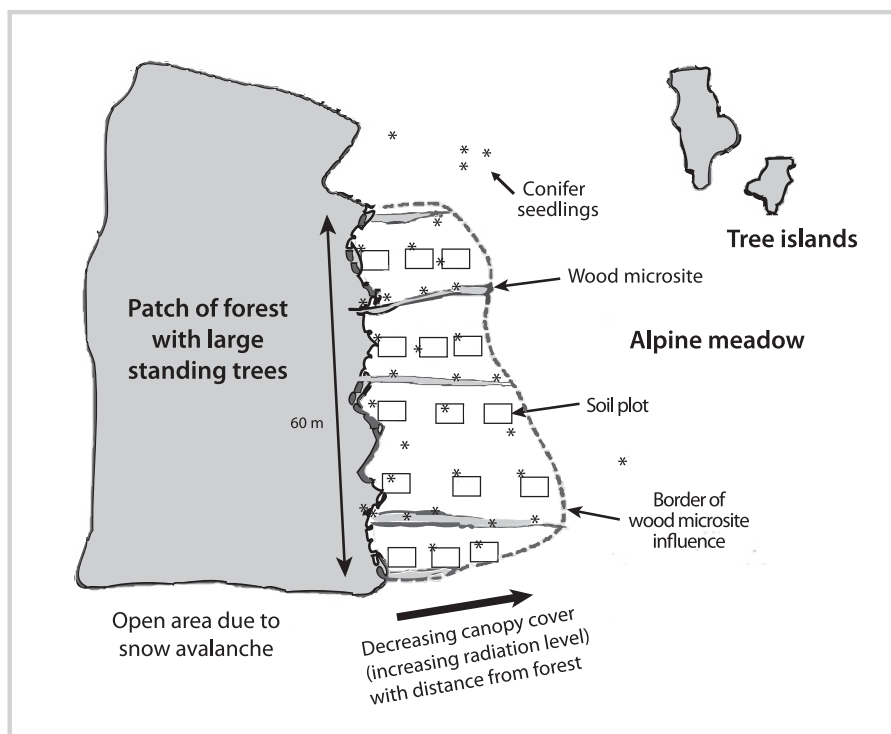 Conifer
seedlings
Tree islands
Wood microsite
Patch of forest
with large
standing trees
Alpine meadow
Soil plot
60 m
Border of
wood microsite
influence
Open area due to
snow avalanche
Decreasing canopy cover
(increasing radiation level)
with distance from forest